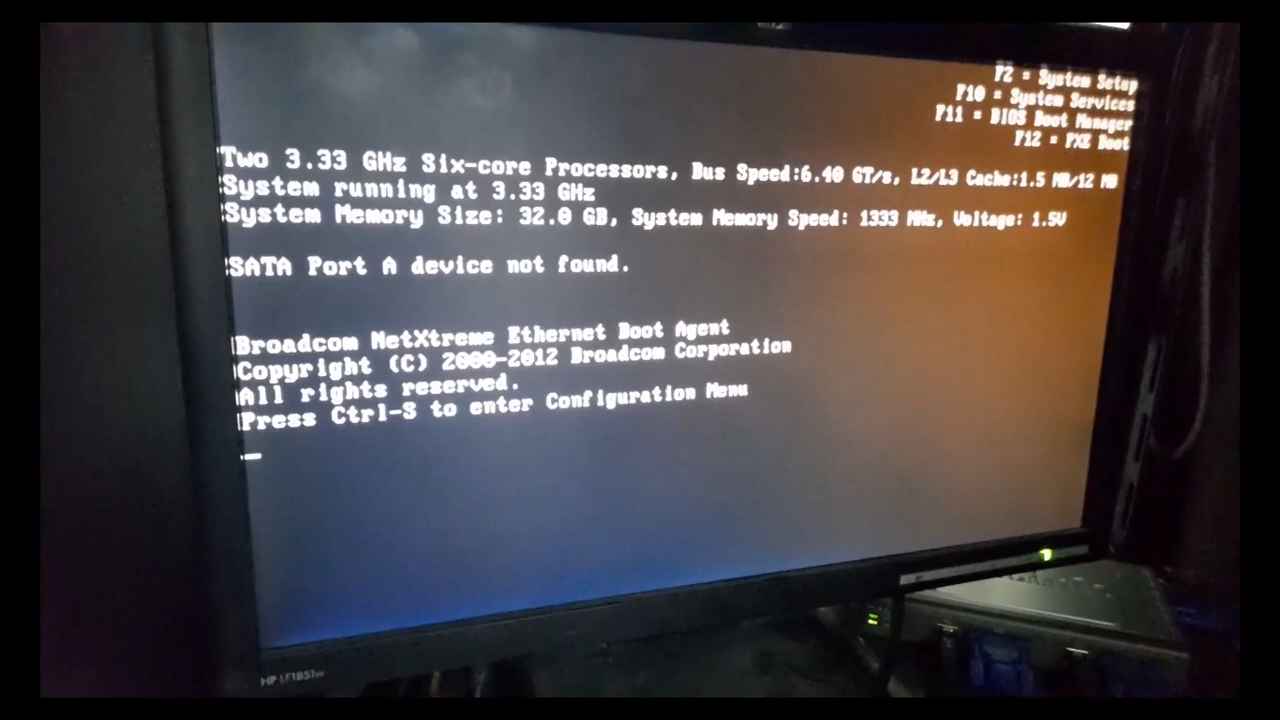 F2 = System Setup
F10 = System Services
F11 = BIOS Boot Manager
F12 = PXE Boot
Two 3.33 GHz Six-core Processors, Bus Speed:6.40 GT/s, L2/L3 Cache:1.5 MB/12 MB
System running at 3.33 GHz
System Memory Size: 32.0 GB, System Memory Speed: 1333 MHz, Voltage: 1.5V
SATA Port A device not found.
Broadcom NetXtreme Ethernet Boot Agent
Copyright (C) 2000-2012 Broadcom Corporation
All rights reserved.
Press Ctrl-S to enter Configuration Menu
HP